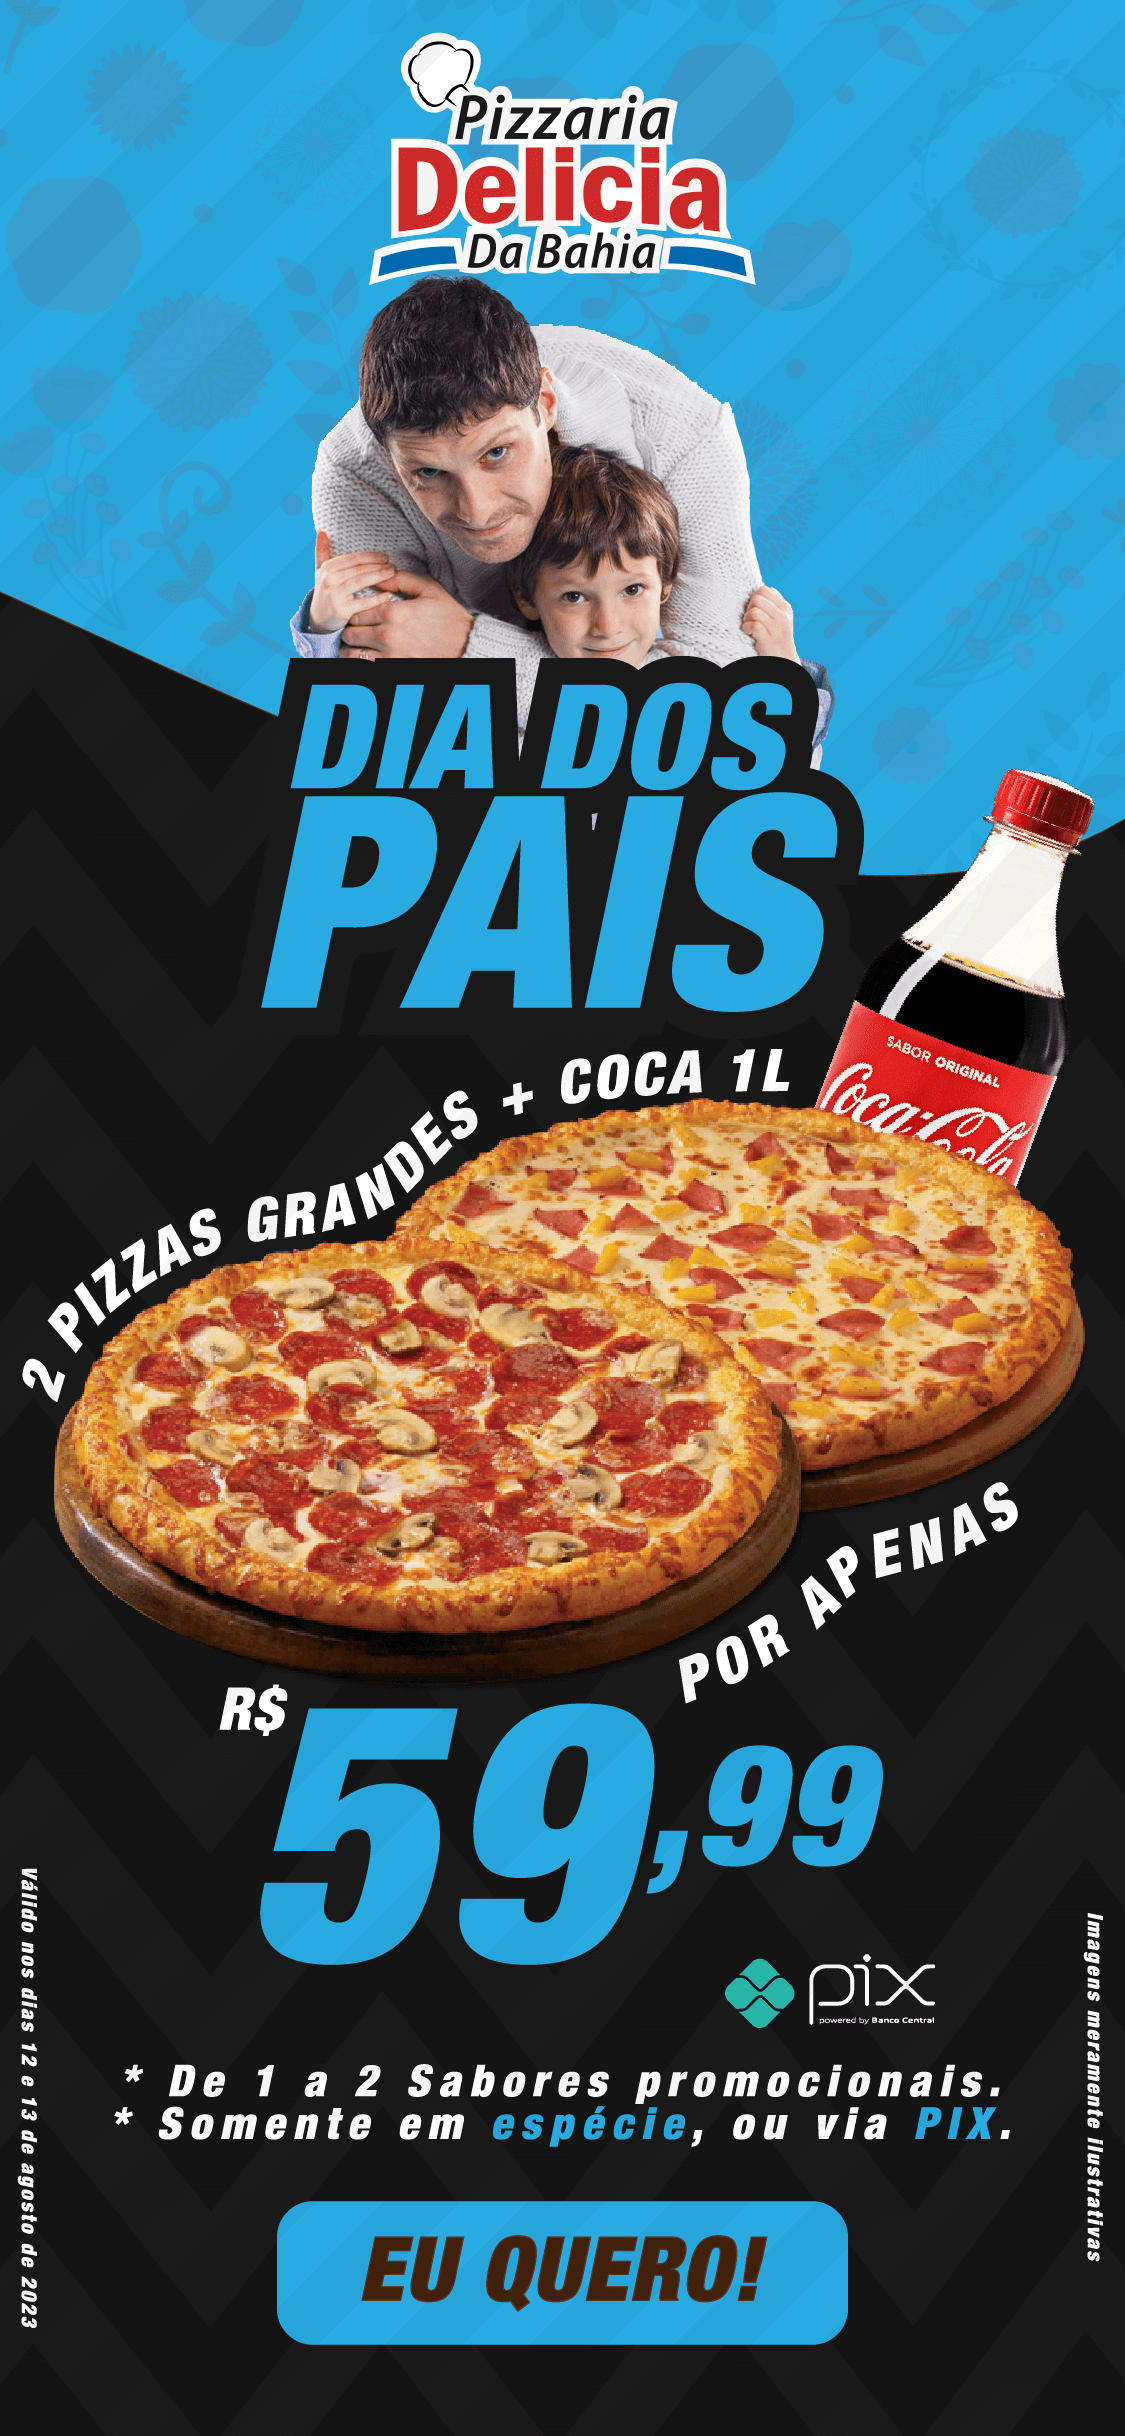 Pizzaria
Delicia
Da Bahia
DIA DOS
PAIS
2 PIZZAS GRANDES + COCA 1L
SABOR ORIGINAL
Coca-Cola
POR APENAS
R$ 59,99
pix
powered by Banco Central
* De 1 a 2 Sabores promocionais.
* Somente em espécie, ou via PIX.
EU QUERO!
Válido nos dias 12 e 13 de agosto de 2023
Imagens meramente ilustrativas